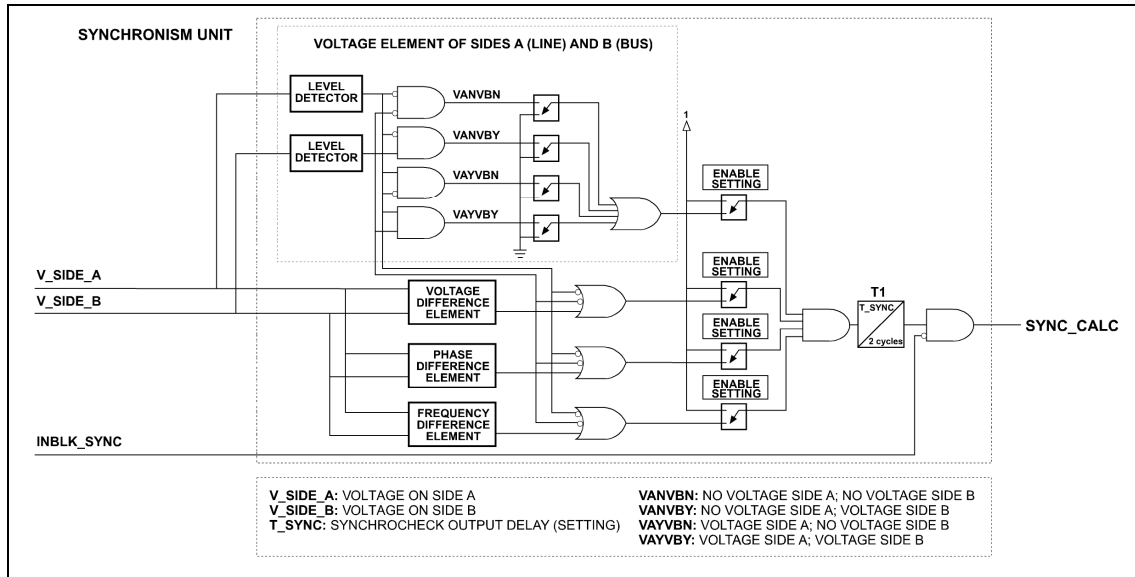 SYNCHRONISM UNIT
VOLTAGE ELEMENT OF SIDES A (LINE) AND B (BUS)
LEVEL
DETECTOR
VANVBN
LEVEL
DETECTOR
VANVBY
VAYVBN
VAYVBY
1
ENABLE
SETTING
V_SIDE_A
V_SIDE_B
VOLTAGE
DIFFERENCE
ELEMENT
ENABLE
SETTING
T1
T_SYNC
2 cycles
SYNC_CALC
PHASE
DIFFERENCE
ELEMENT
ENABLE
SETTING
FREQUENCY
DIFFERENCE
ELEMENT
ENABLE
SETTING
INBLK_SYNC
V_SIDE_A: VOLTAGE ON SIDE A
V_SIDE_B: VOLTAGE ON SIDE B
T_SYNC: SYNCHROCHECK OUTPUT DELAY (SETTING)
VANVBN: NO VOLTAGE SIDE A; NO VOLTAGE SIDE B
VANVBY: NO VOLTAGE SIDE A; VOLTAGE SIDE B
VAYVBN: VOLTAGE SIDE A; NO VOLTAGE SIDE B
VAYVBY: VOLTAGE SIDE A; VOLTAGE SIDE B